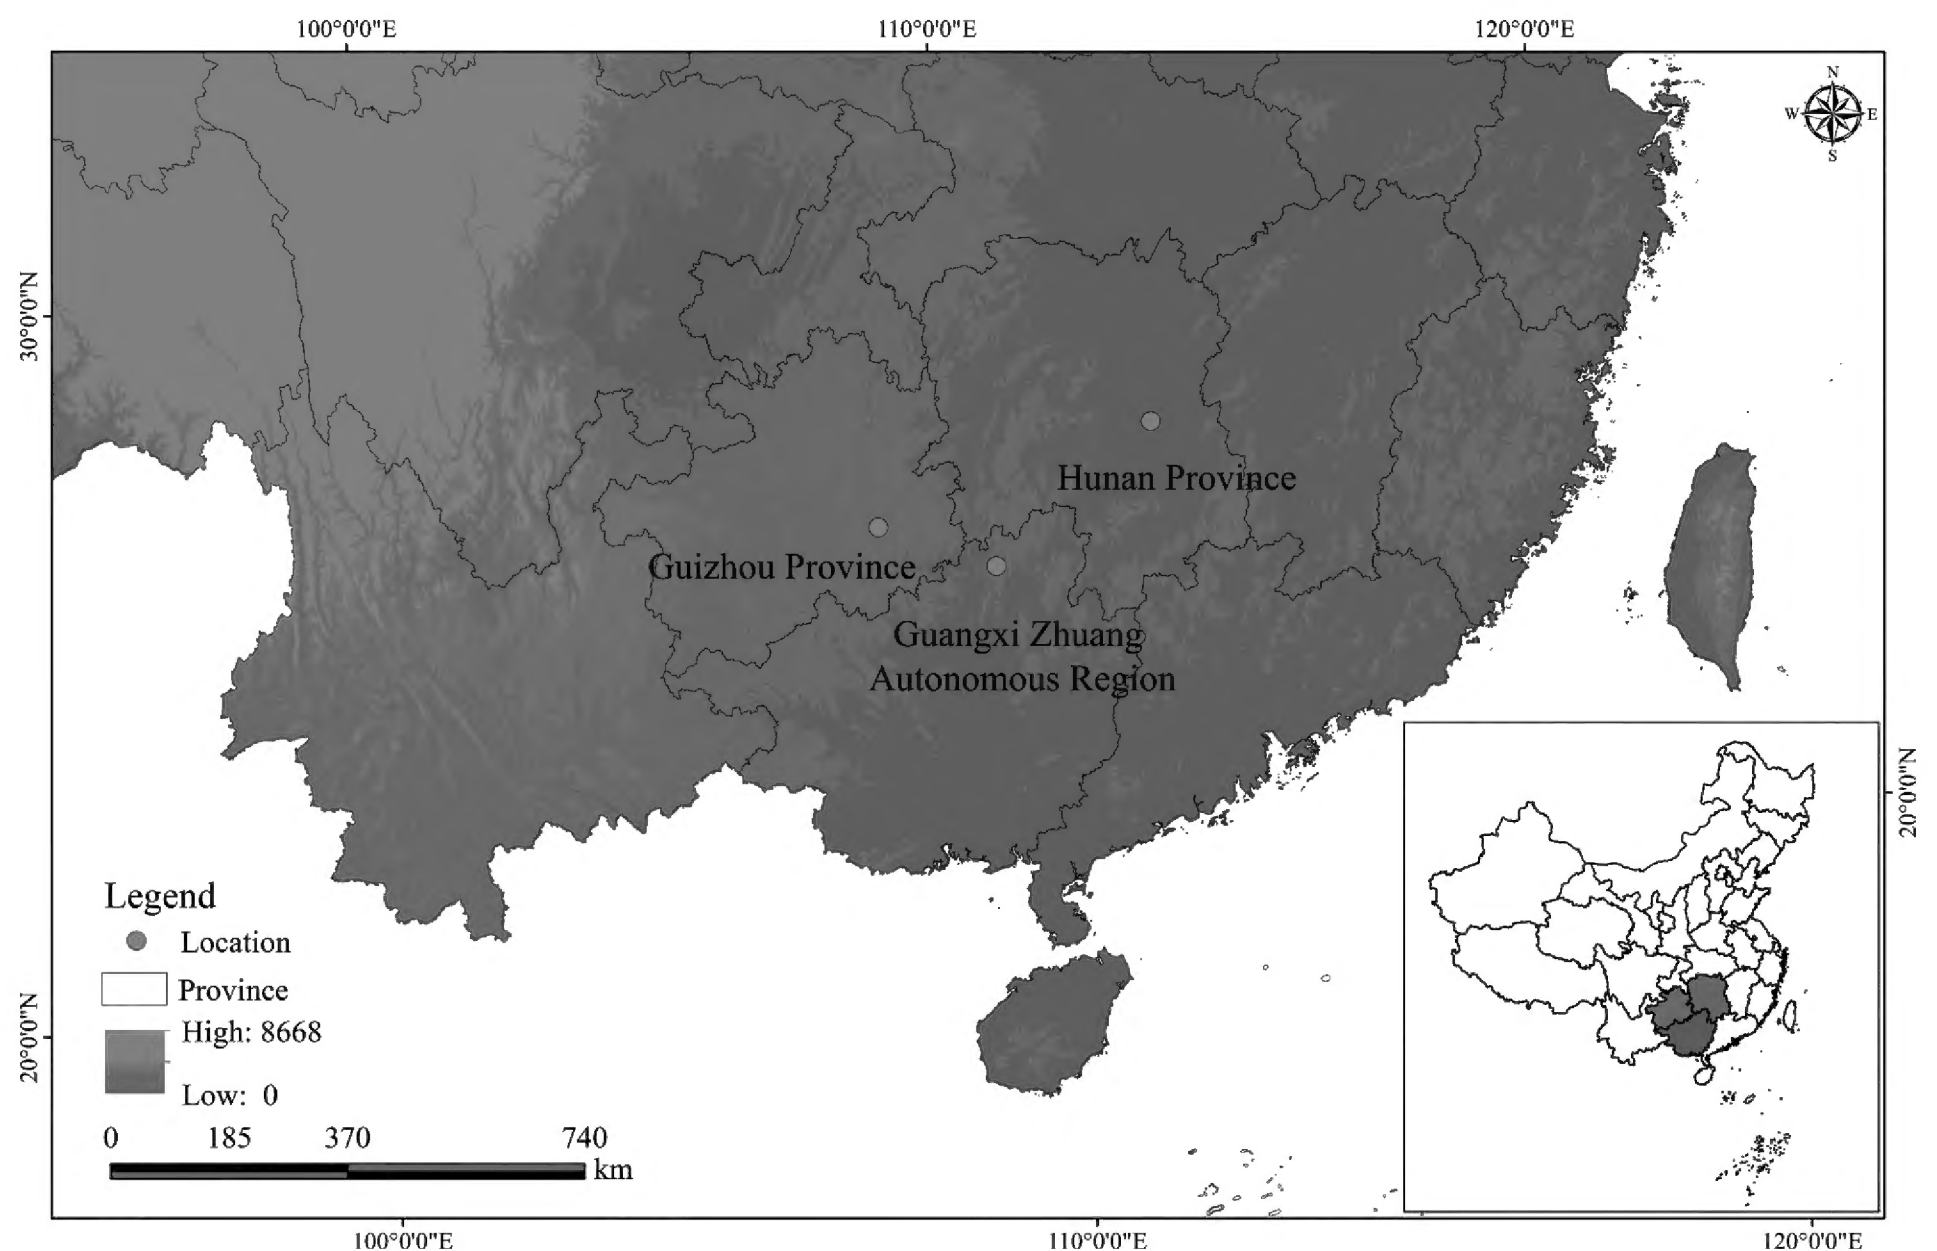 100°0'0"E 110°0'0"E 120°0'0"E
N
W E
S
30°0'0"N
Hunan Province
Guizhou Province
Guangxi Zhuang
Autonomous Region
20°0'0"N
Legend
Location
Province
High: 8668
Low: 0
20°0'0"N
0 185 370 740
km
100°0'0"E 110°0'0"E 120°0'0"E